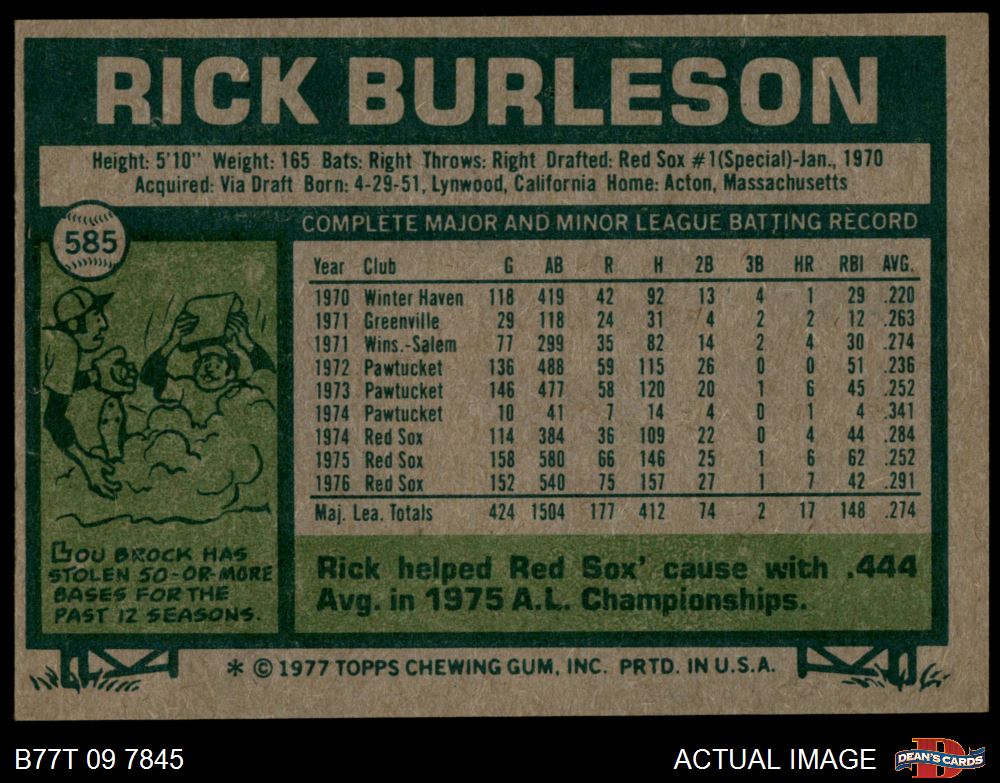 RICK BURLESON
Height: 5'10" Weight: 165 Bats: Right Throws: Right Drafted: Red Sox #1(Special)-Jan., 1970
Acquired: Via Draft Born: 4-29-51, Lynwood, California Home: Acton, Massachusetts
585
COMPLETE MAJOR AND MINOR LEAGUE BATTING RECORD
Year Club G AB R H 2B 3B HR RBI AVG.
1970 Winter Haven 118 419 42 92 13 4 1 29 .220
1971 Greenville 29 118 24 31 4 2 2 12 .263
1971 Wins.-Salem 77 299 35 82 14 2 4 30 .274
1972 Pawtucket 136 488 59 115 26 0 0 51 .236
1973 Pawtucket 146 477 58 120 20 1 6 45 .252
1974 Pawtucket 10 41 7 14 4 0 1 4 .341
1974 Red Sox 114 384 36 109 22 0 4 44 .284
1975 Red Sox 158 580 66 146 25 1 6 62 .252
1976 Red Sox 152 540 75 157 27 1 7 42 .291
Maj. Lea. Totals 424 1504 177 412 74 2 17 148 .274
LOU BROCK HAS
STOLEN 50-OR-MORE
BASES FOR THE
PAST 12 SEASONS.
Rick helped Red Sox' cause with .444
Avg. in 1975 A.L. Championships.
* © 1977 TOPPS CHEWING GUM, INC. PRTD. IN U.S.A.
B77T 09 7845
ACTUAL IMAGE
D
DEAN'S CARDS